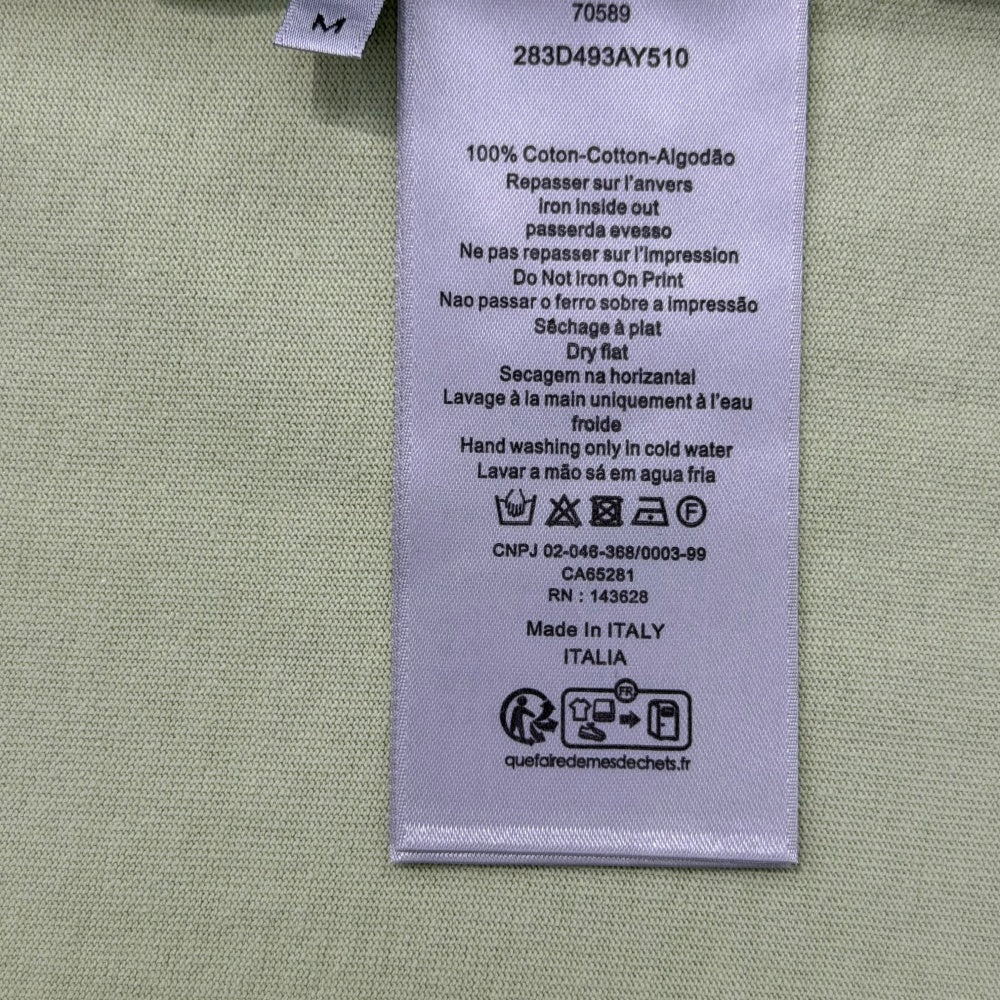 M
70589
283D493AY510
100% Coton-Cotton-Algodão
Repasser sur l'anvers
Iron Inside out
passerda evesso
Ne pas repasser sur l'Impression
Do Not Iron On Print
Nao passar o ferro sobre a Impressão
Séchage à plat
Dry flat
Secagem na horizantal
Lavage à la main uniquement à l'eau
froide
Hand washing only in cold water
Lavar a mão sá em agua fria
F
CNPJ 02-046-368/0003-99
CA65281
RN : 143628
Made In ITALY
ITALIA
FR
quefairedemesdechets.fr